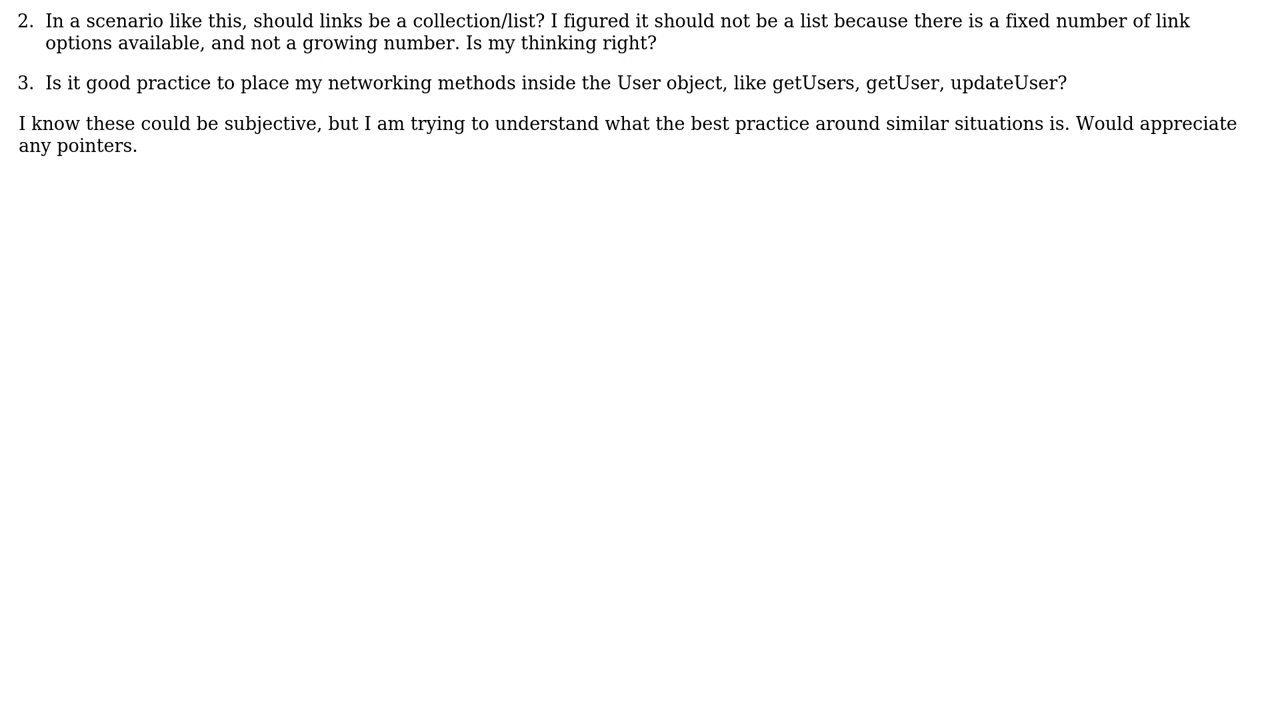 2. In a scenario like this, should links be a collection/list? I figured it should not be a list because there is a fixed number of link
options available, and not a growing number. Is my thinking right?
3. Is it good practice to place my networking methods inside the User object, like getUsers, getUser, updateUser?
I know these could be subjective, but I am trying to understand what the best practice around similar situations is. Would appreciate
any pointers.